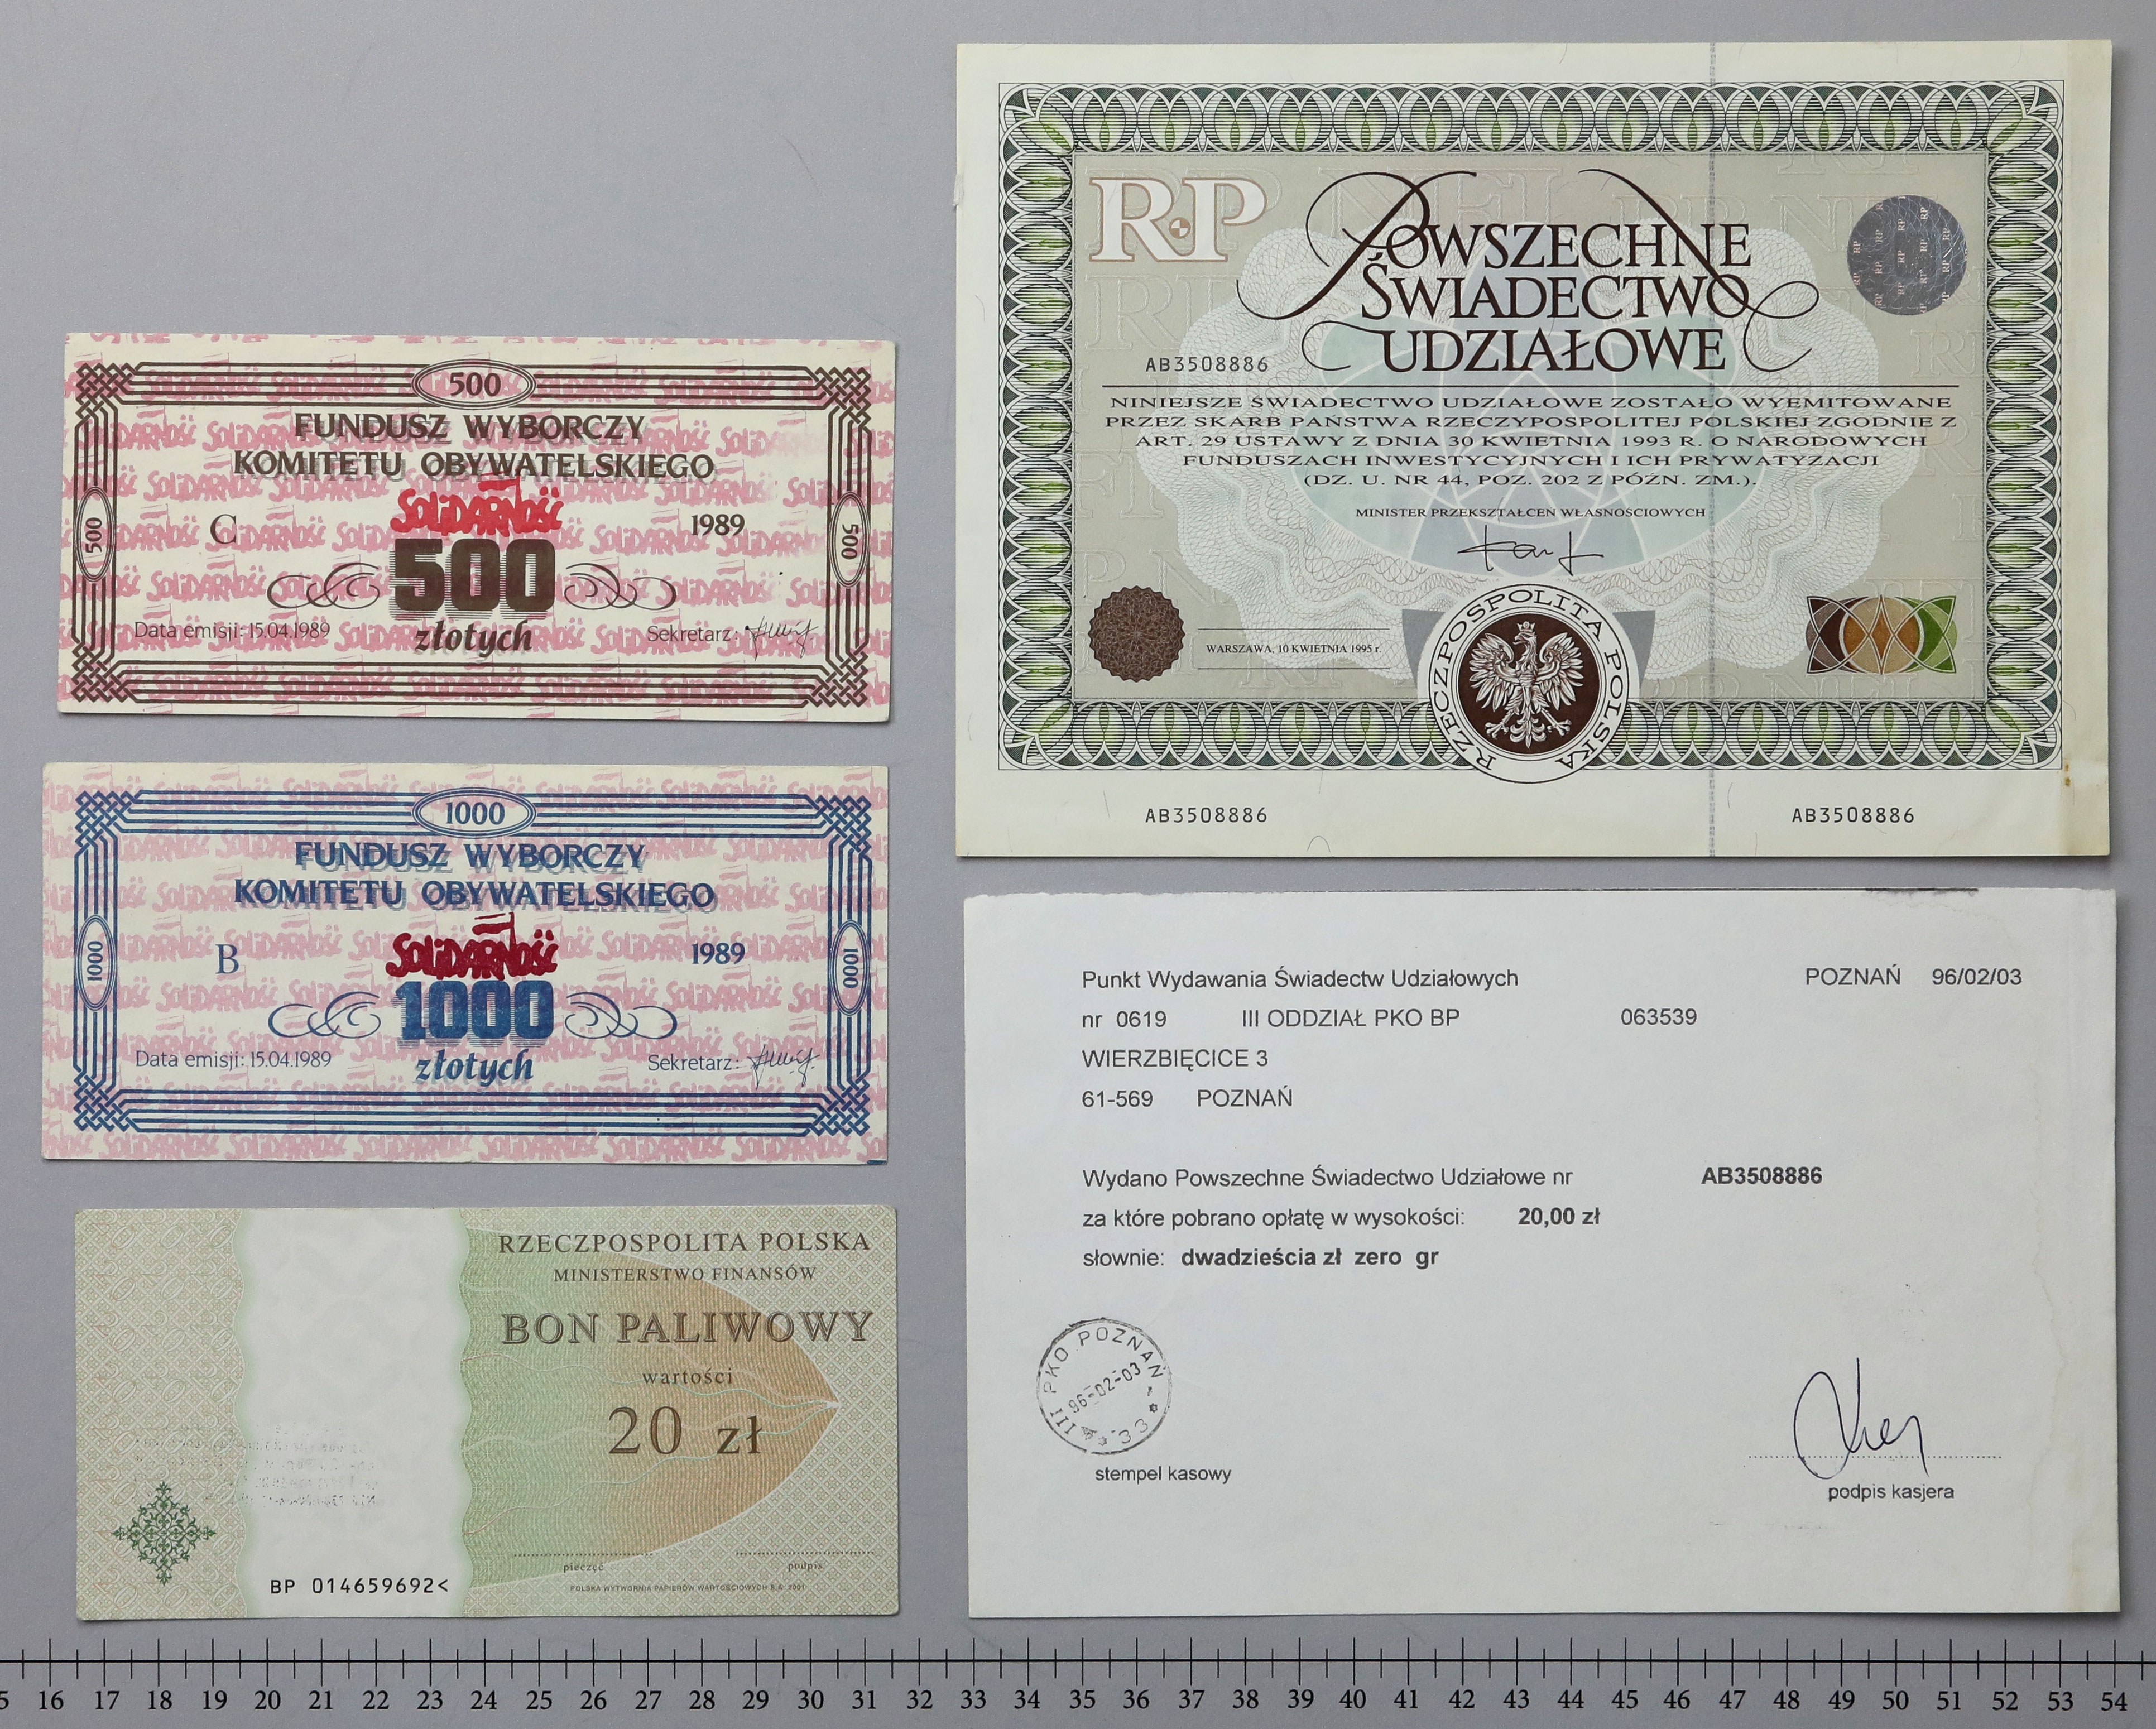 500
FUNDUSZ WYBORCZY
KOMITETU OBYWATELSKIEGO
SOLIDARNOŚĆ
C 1989
500 500
500
złotych
Data emisji: 15.04.1989 Sekretarz:
1000
FUNDUSZ WYBORCZY
KOMITETU OBYWATELSKIEGO
SOLIDARNOŚĆ
B 1989
1000 1000
1000
złotych
Data emisji: 15.04.1989 Sekretarz:
RZECZPOSPOLITA POLSKA
MINISTERSTWO FINANSÓW
BON PALIWOWY
wartości
20 zł
pieczęć podpis
POLSKA WYTWÓRNIA PAPIERÓW WARTOŚCIOWYCH S.A. 2001
BP 014659692<
RP
POWSZECHNE
ŚWIADECTWO
UDZIAŁOWE
AB3508886
NINIEJSZE ŚWIADECTWO UDZIAŁOWE ZOSTAŁO WYEMITOWANE
PRZEZ SKARB PAŃSTWA RZECZYPOSPOLITEJ POLSKIEJ ZGODNIE Z
ART. 29 USTAWY Z DNIA 30 KWIETNIA 1993 R. O NARODOWYCH
FUNDUSZACH INWESTYCYJNYCH I ICH PRYWATYZACJI
(DZ. U. NR 44, POZ. 202 Z PÓŹN. ZM.).
MINISTER PRZEKSZTAŁCEŃ WŁASNOŚCIOWYCH
WARSZAWA, 10 KWIETNIA 1995 r.
RZECZPOSPOLITA POLSKA
AB3508886 AB3508886
Punkt Wydawania Świadectw Udziałowych POZNAŃ 96/02/03
nr 0619 III ODDZIAŁ PKO BP 063539
WIERZBIĘCICE 3
61-569 POZNAŃ
Wydano Powszechne Świadectwo Udziałowe nr AB3508886
za które pobrano opłatę w wysokości: 20,00 zł
słownie: dwadzieścia zł zero gr
III PKO POZNAŃ
96-02-03
33
stempel kasowy
podpis kasjera
16 17 18 19 20 21 22 23 24 25 26 27 28 29 30 31 32 33 34 35 36 37 38 39 40 41 42 43 44 45 46 47 48 49 50 51 52 53 54